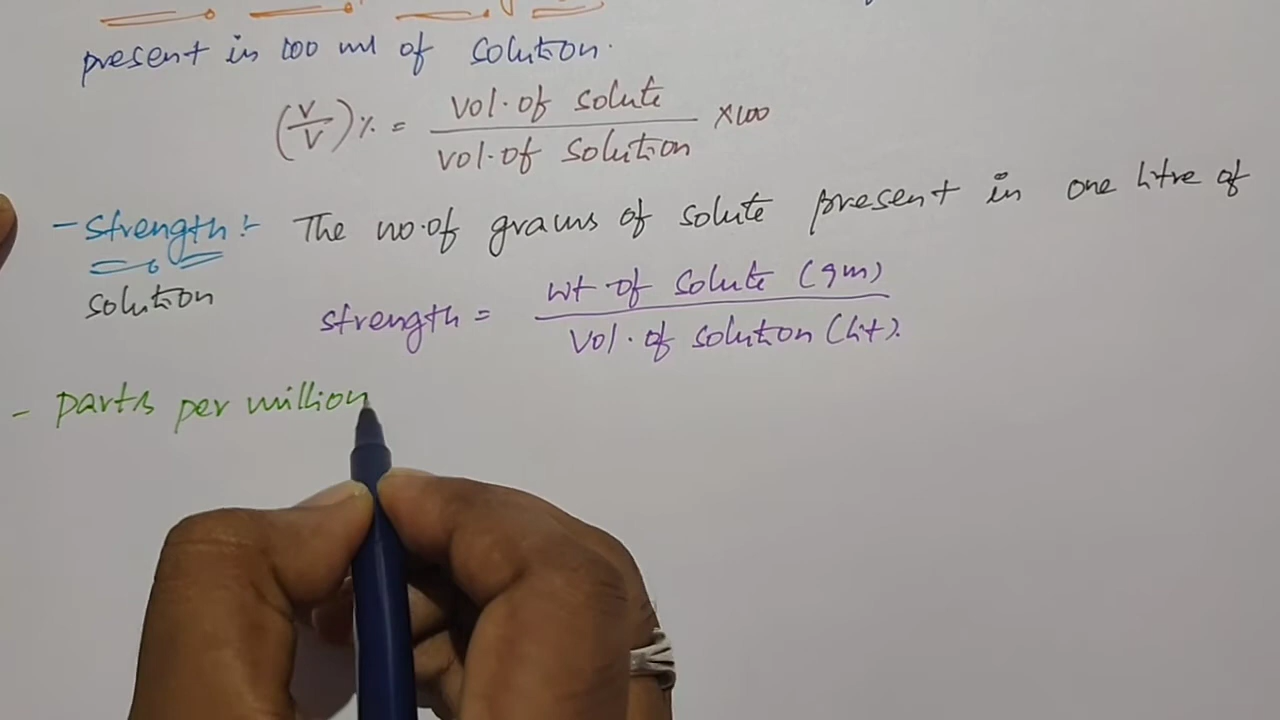 present in 100 ml of solution.
(V/V)% = vol. of solute / vol. of solution ×100
- strength :- The no. of grams of solute present in one litre of
solution
strength = wt of solute (gm) / vol. of solution (lit).
- parts per million